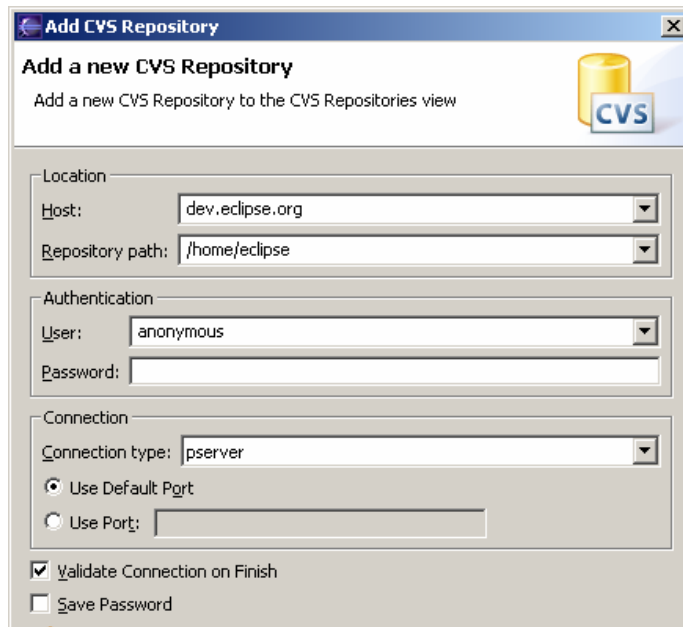 Add CVS Repository
Add a new CVS Repository
Add a new CVS Repository to the CVS Repositories view
CVS
Location
Host: dev.eclipse.org
Repository path: /home/eclipse
Authentication
User: anonymous
Password:
Connection
Connection type: pserver
Use Default Port
Use Port:
Validate Connection on Finish
Save Password